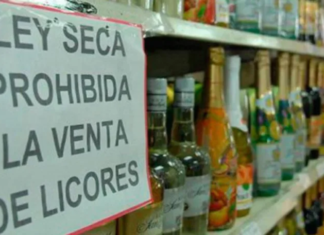 LEY SECA
PROHIBIDA
LA VENTA
DE LICORES